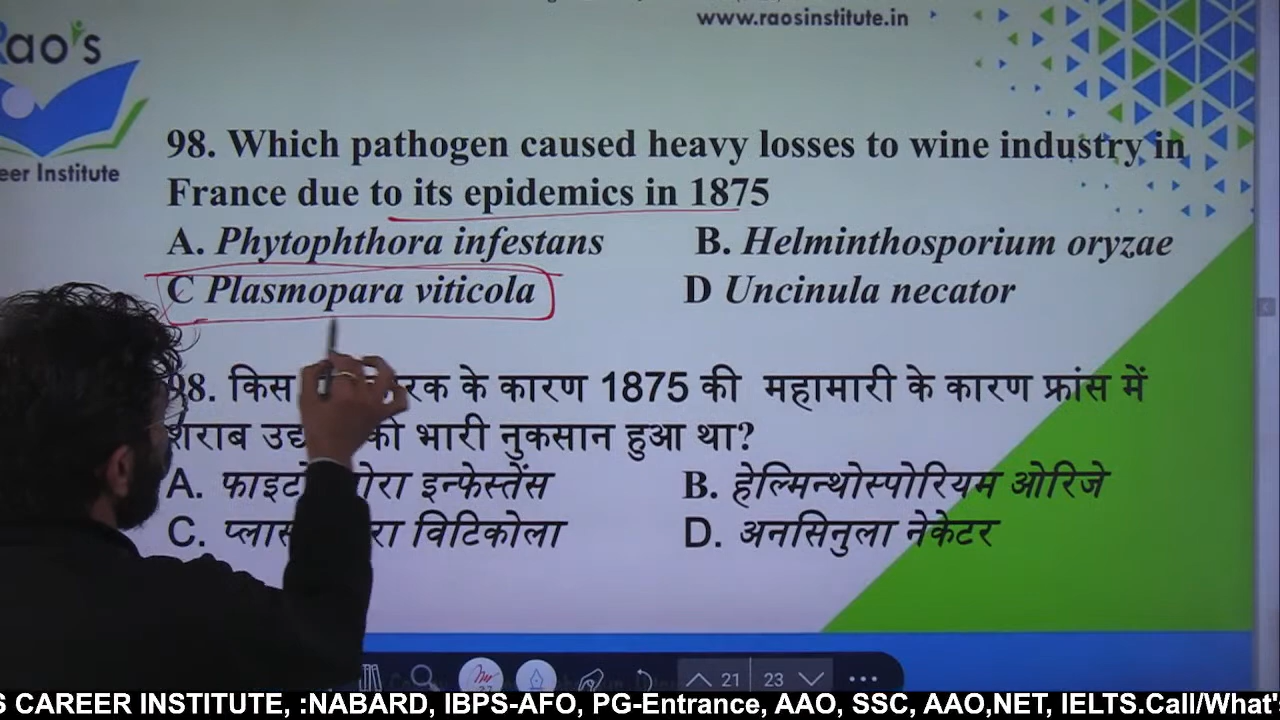 www.raosinstitute.in
Rao's
eer Institute
98. Which pathogen caused heavy losses to wine industry in
France due to its epidemics in 1875
A. Phytophthora infestans B. Helminthosporium oryzae
C Plasmopara viticola D Uncinula necator
98. किस रक के कारण 1875 की महामारी के कारण फ्रांस में
शराब उद्य को भारी नुकसान हुआ था?
A. फाइटो ोरा इन्फेस्तेंस B. हेल्मिन्थोस्पोरियम ओरिजे
C. प्लास रा विटिकोला D. अनसिनुला नेकेटर
21 23
S CAREER INSTITUTE, :NABARD, IBPS-AFO, PG-Entrance, AAO, SSC, AAO,NET, IELTS.Call/What'